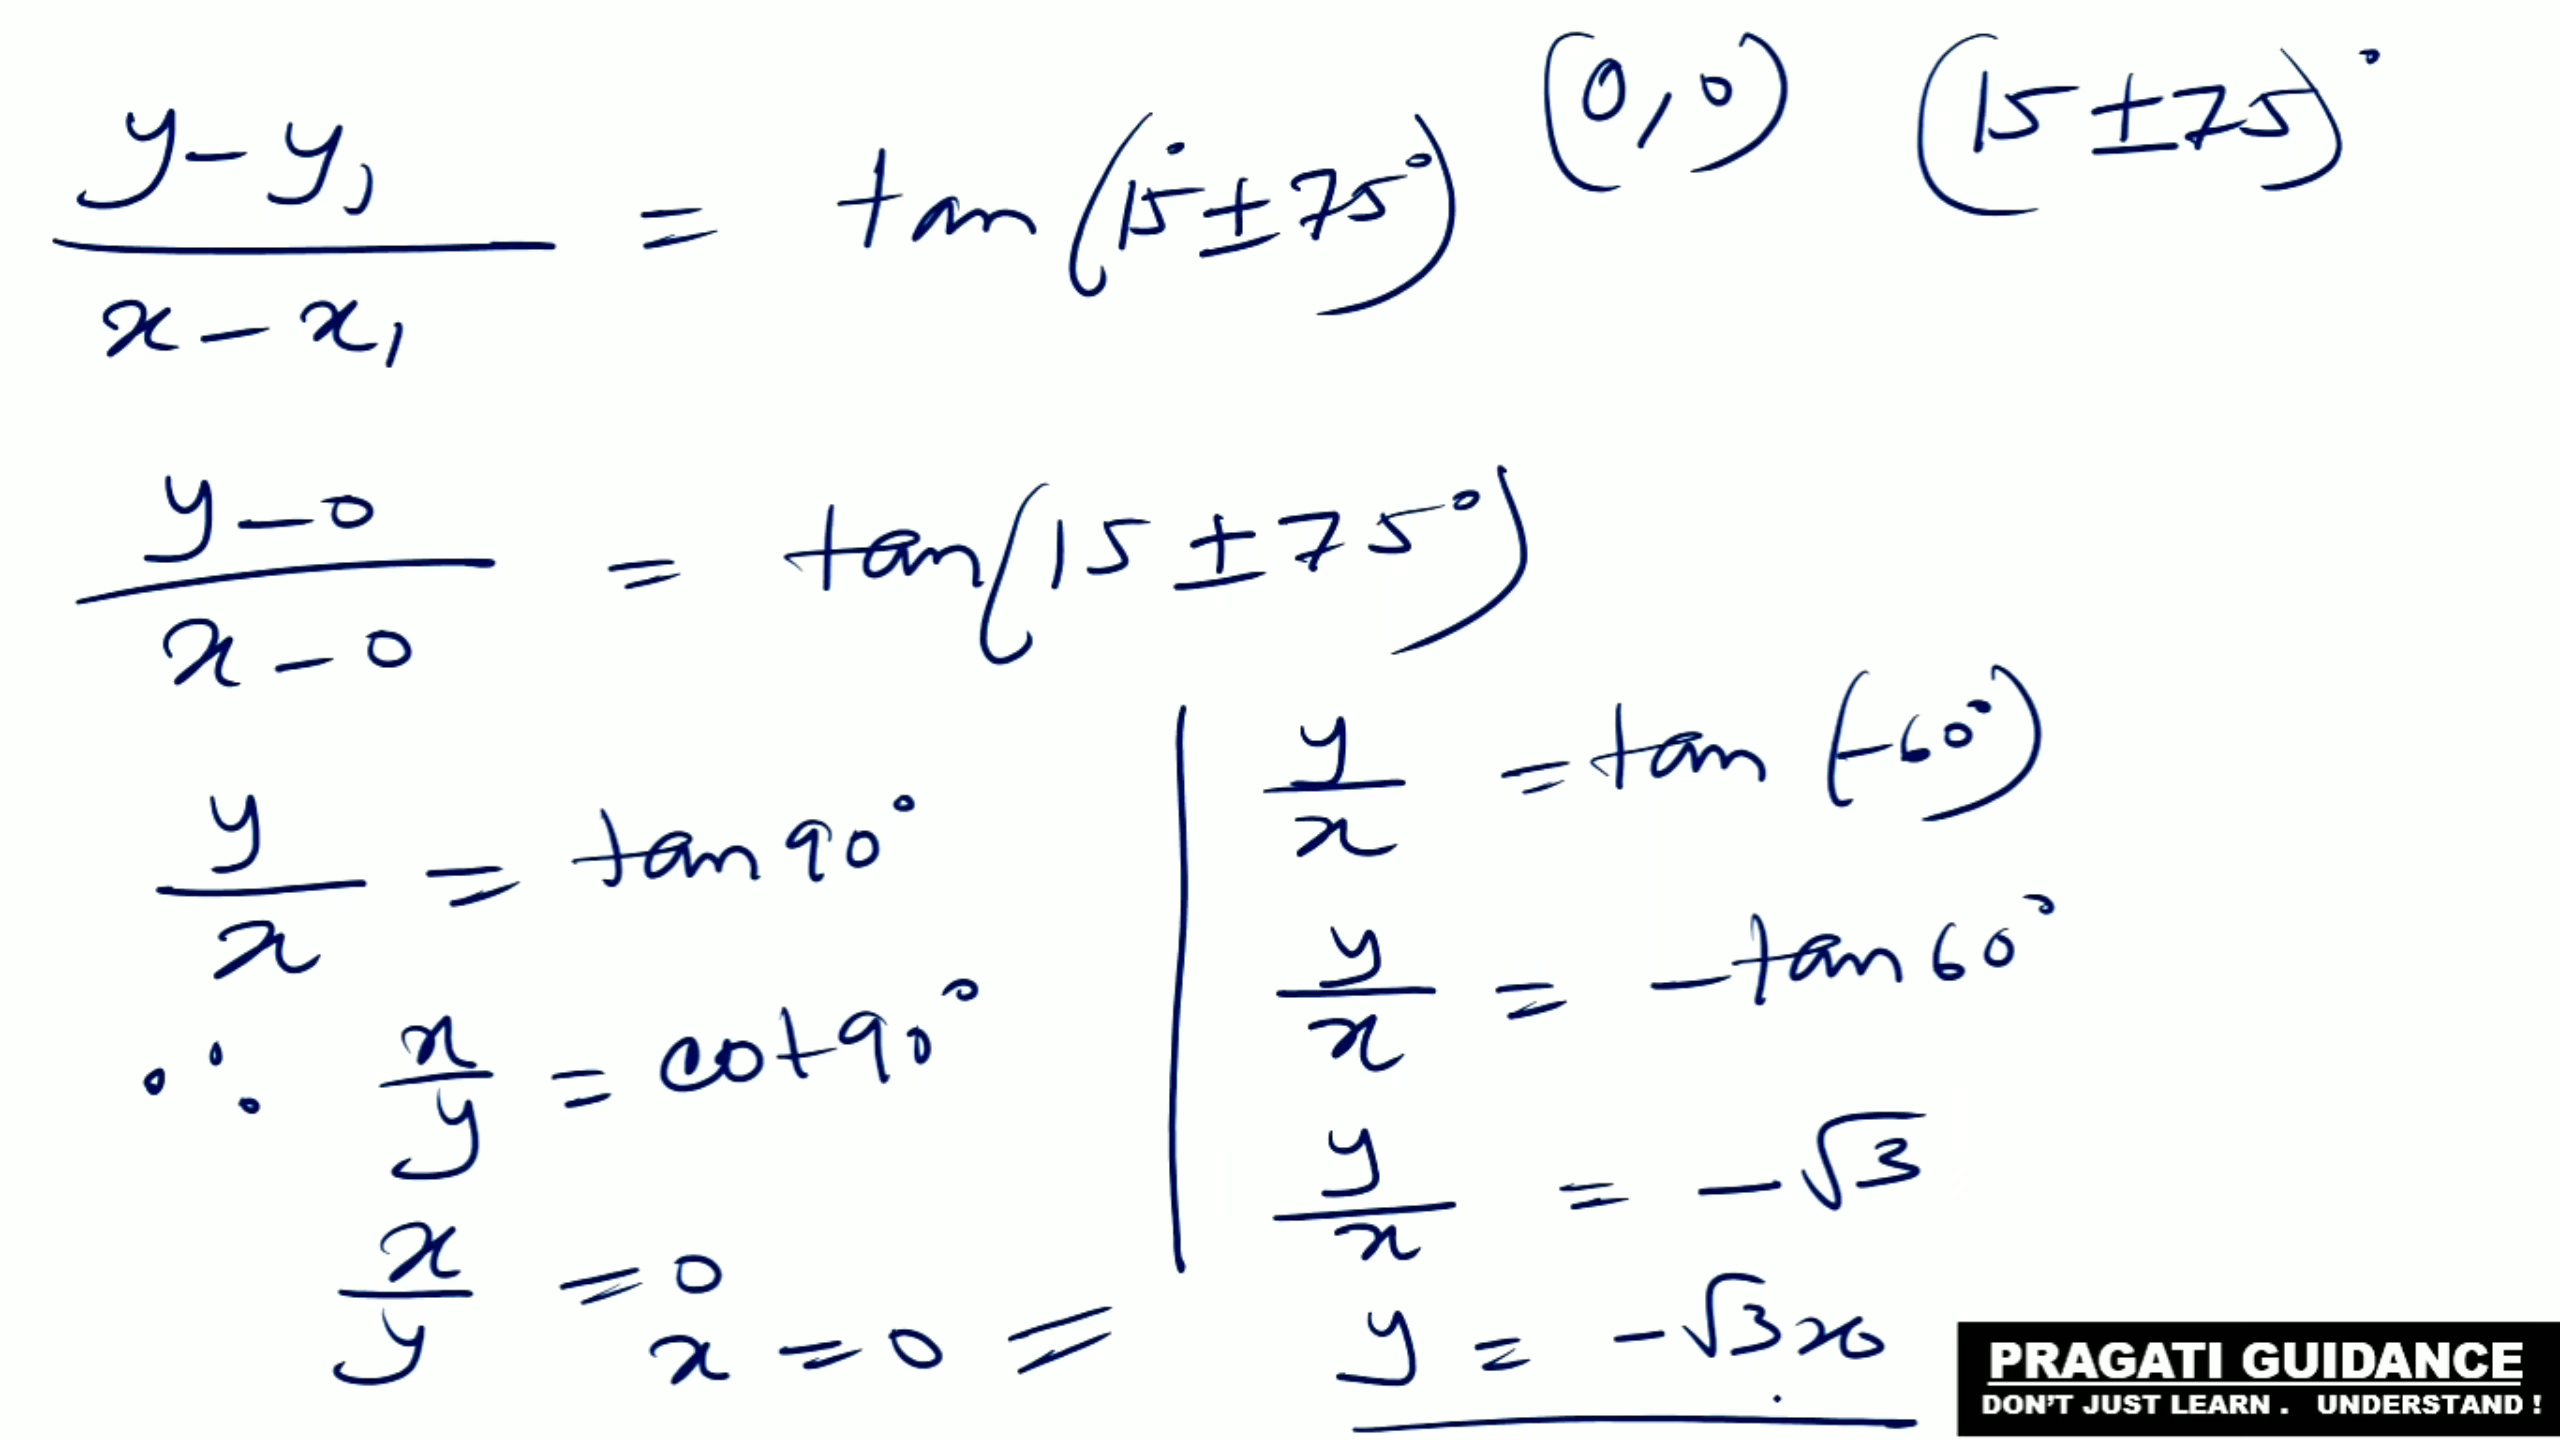 (y-y₁)/(x-x₁) = tan(15°±75°) (0,0) (15±75)°
(y-0)/(x-0) = tan(15±75°)
y/x = tan 90°
∴ x/y = cot 90°
x/y = 0
x = 0 =
y/x = tan (-60°)
y/x = -tan 60°
y/x = -√3
y = -√3x
PRAGATI GUIDANCE
DON'T JUST LEARN. UNDERSTAND!